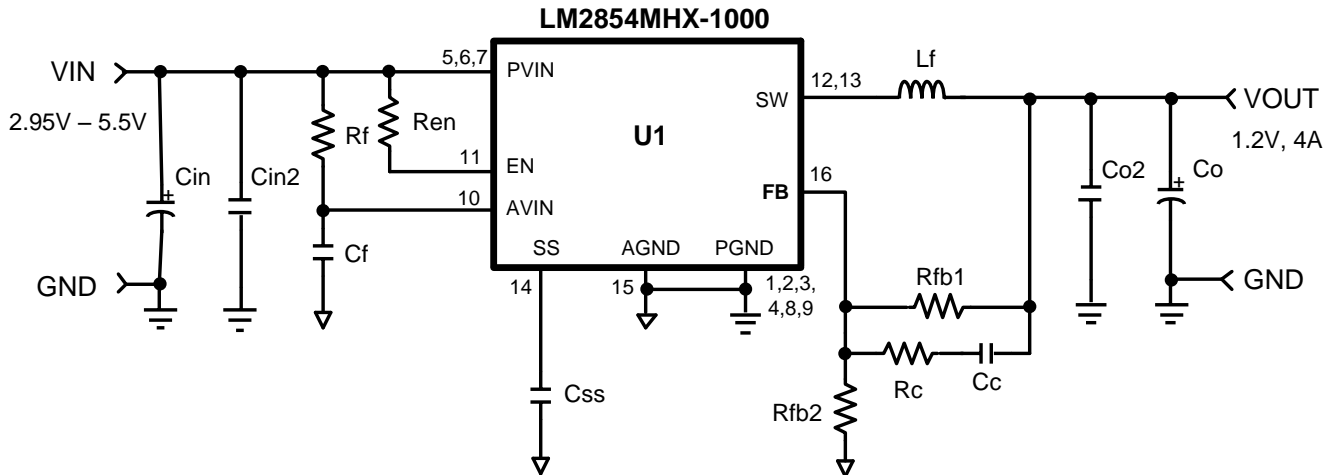 LM2854MHX-1000
VIN
2.95V – 5.5V
5,6,7
PVIN
SW
12,13
Lf
VOUT
1.2V, 4A
Rf
Ren
U1
11
EN
16
FB
Cin
+
Cin2
Co2
Co
+
10
AVIN
Cf
SS
AGND
PGND
GND
14
15
1,2,3,
4,8,9
Rfb1
GND
Css
Rfb2
Rc
Cc